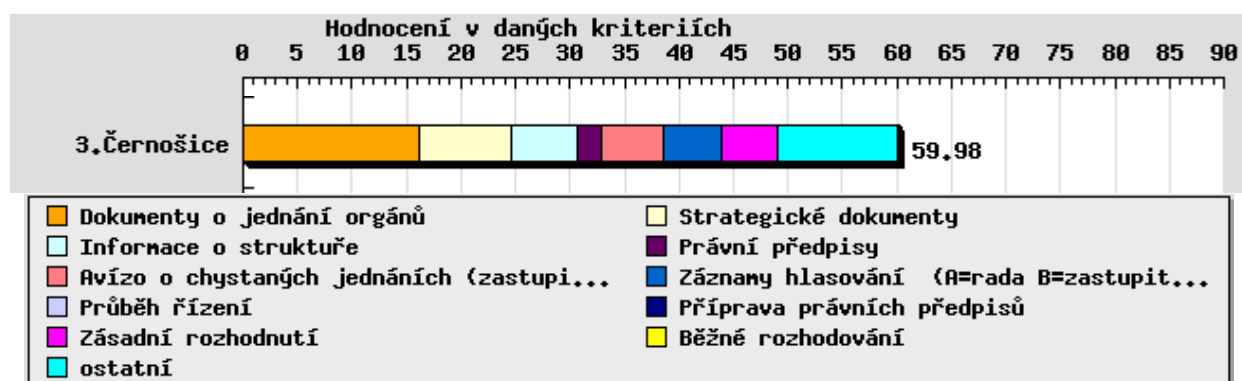 Hodnocení v daných kriteriích
0 5 10 15 20 25 30 35 40 45 50 55 60 65 70 75 80 85 90
3.Černošice 59.98
Dokumenty o jednání orgánů Strategické dokumenty
Informace o struktuře Právní předpisy
Avízo o chystaných jednáních (zastupi... Záznamy hlasování (A=rada B=zastupit...
Průběh řízení Příprava právních předpisů
Zásadní rozhodnutí Běžné rozhodování
ostatní